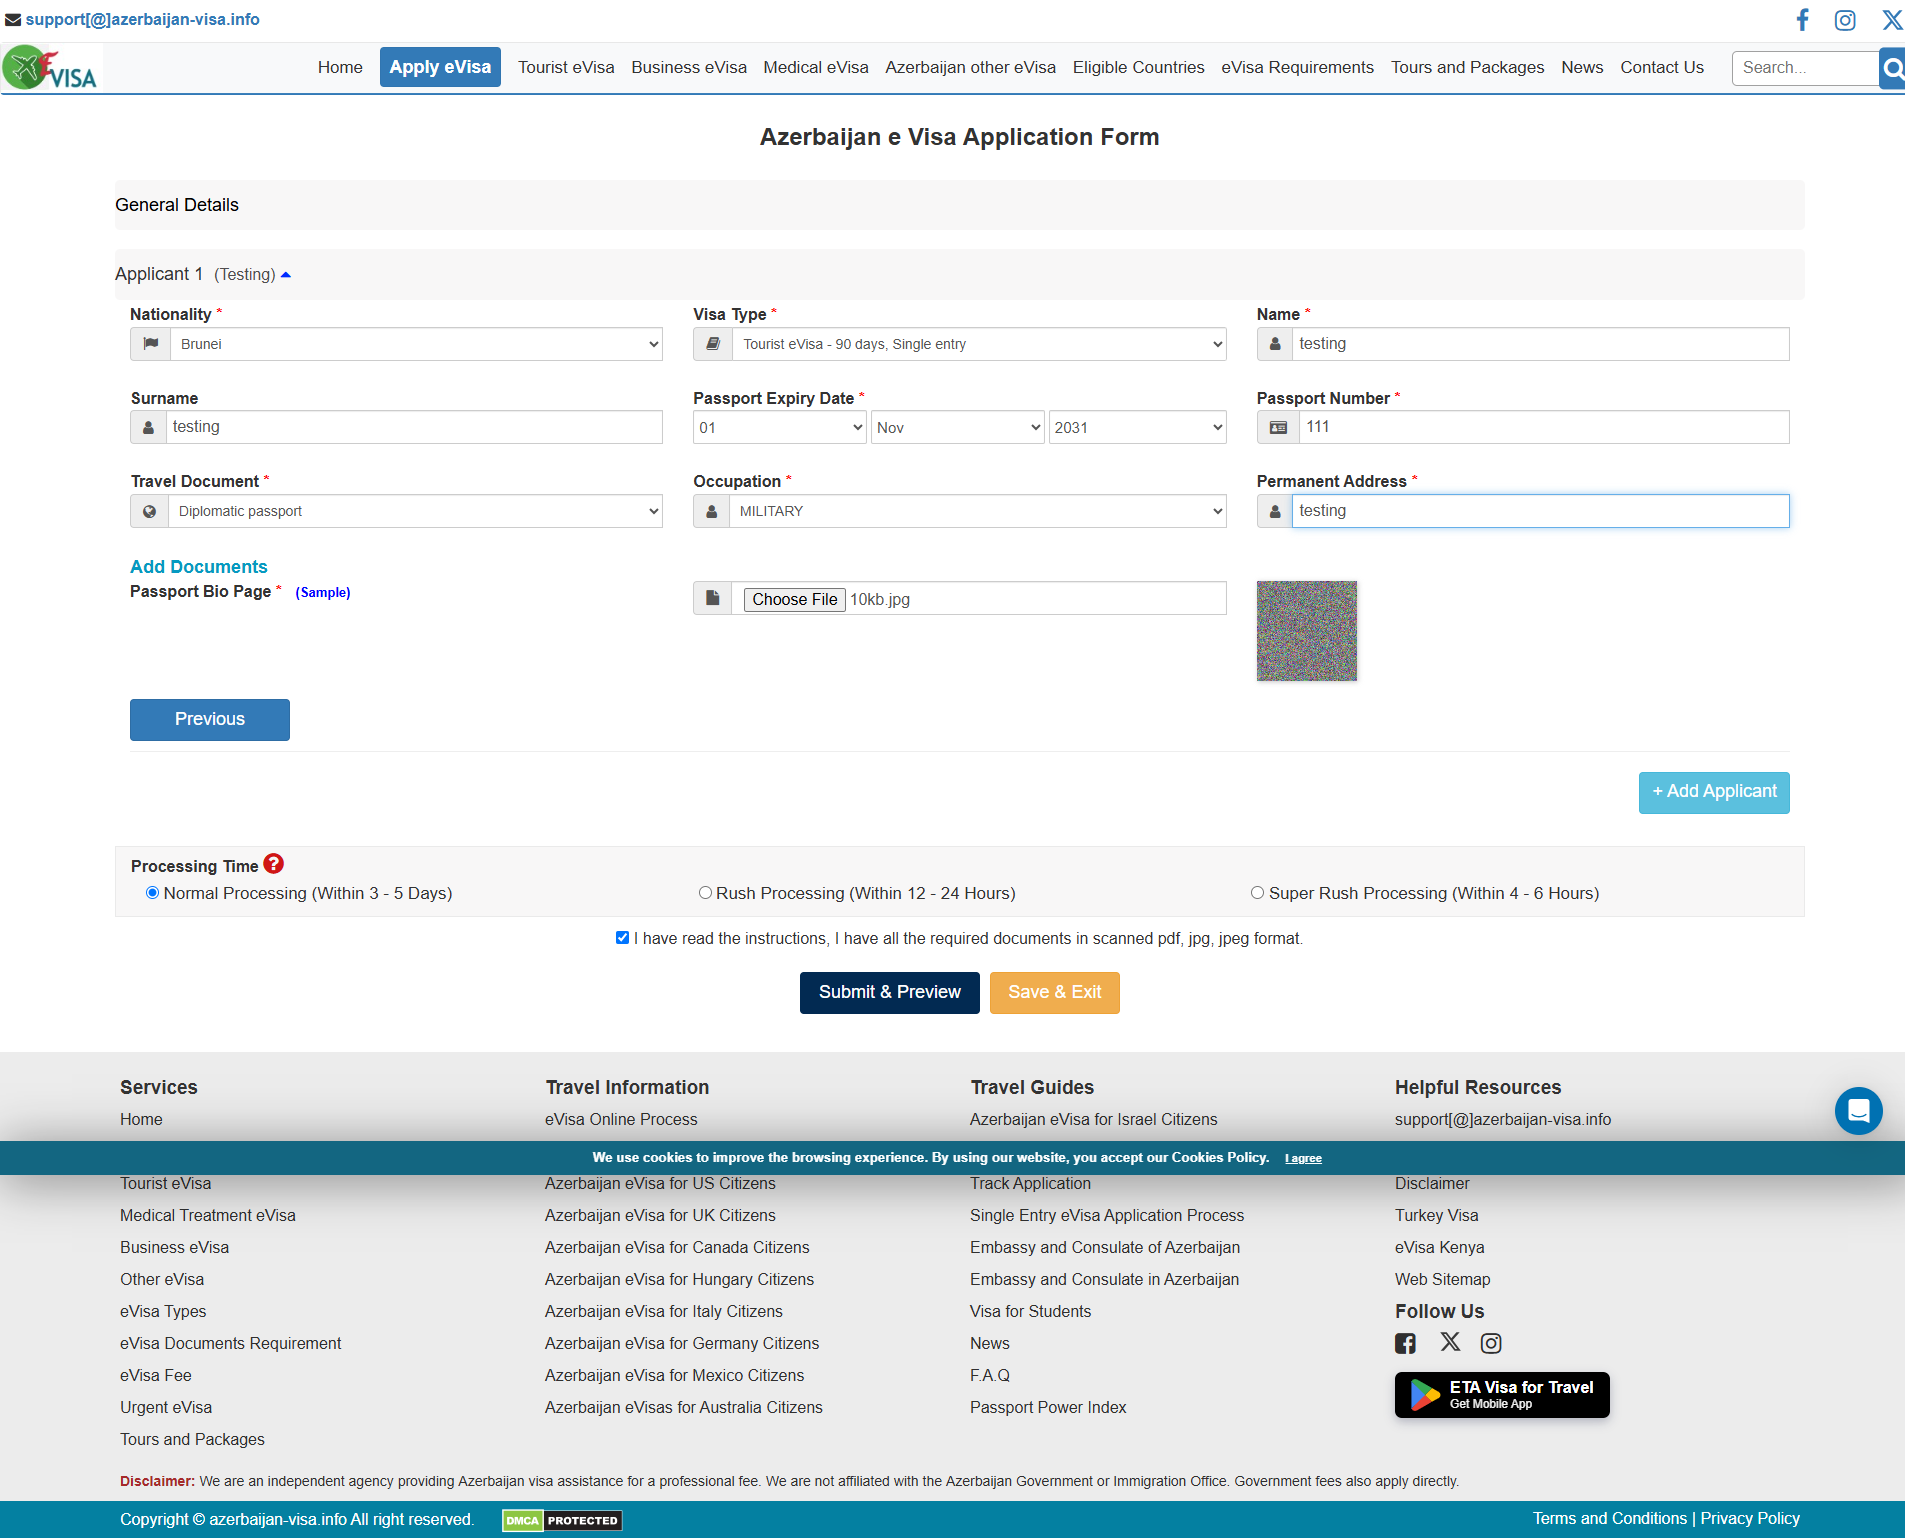 support[@]azerbaijan-visa.info
EVISA
Home Apply eVisa Tourist eVisa Business eVisa Medical eVisa Azerbaijan other eVisa Eligible Countries eVisa Requirements Tours and Packages News Contact Us Search...
Azerbaijan e Visa Application Form
General Details
Applicant 1 (Testing)
Nationality * Visa Type * Name *
Brunei Tourist eVisa - 90 days, Single entry testing
Surname Passport Expiry Date * Passport Number *
testing 01 Nov 2031 111
Travel Document * Occupation * Permanent Address *
Diplomatic passport MILITARY testing
Add Documents
Passport Bio Page * (Sample) Choose File 10kb.jpg
Previous
+ Add Applicant
Processing Time ?
Normal Processing (Within 3 - 5 Days) Rush Processing (Within 12 - 24 Hours) Super Rush Processing (Within 4 - 6 Hours)
I have read the instructions, I have all the required documents in scanned pdf, jpg, jpeg format.
Submit & Preview Save & Exit
Services Travel Information Travel Guides Helpful Resources
Home eVisa Online Process Azerbaijan eVisa for Israel Citizens support[@]azerbaijan-visa.info
We use cookies to improve the browsing experience. By using our website, you accept our Cookies Policy. I agree
Tourist eVisa Azerbaijan eVisa for US Citizens Track Application Disclaimer
Medical Treatment eVisa Azerbaijan eVisa for UK Citizens Single Entry eVisa Application Process Turkey Visa
Business eVisa Azerbaijan eVisa for Canada Citizens Embassy and Consulate of Azerbaijan eVisa Kenya
Other eVisa Azerbaijan eVisa for Hungary Citizens Embassy and Consulate in Azerbaijan Web Sitemap
eVisa Types Azerbaijan eVisa for Italy Citizens Visa for Students Follow Us
eVisa Documents Requirement Azerbaijan eVisa for Germany Citizens News
eVisa Fee Azerbaijan eVisa for Mexico Citizens F.A.Q ETA Visa for Travel
Urgent eVisa Azerbaijan eVisas for Australia Citizens Passport Power Index Get Mobile App
Tours and Packages
Disclaimer: We are an independent agency providing Azerbaijan visa assistance for a professional fee. We are not affiliated with the Azerbaijan Government or Immigration Office. Government fees also apply directly.
Copyright © azerbaijan-visa.info All right reserved. DMCA PROTECTED Terms and Conditions | Privacy Policy